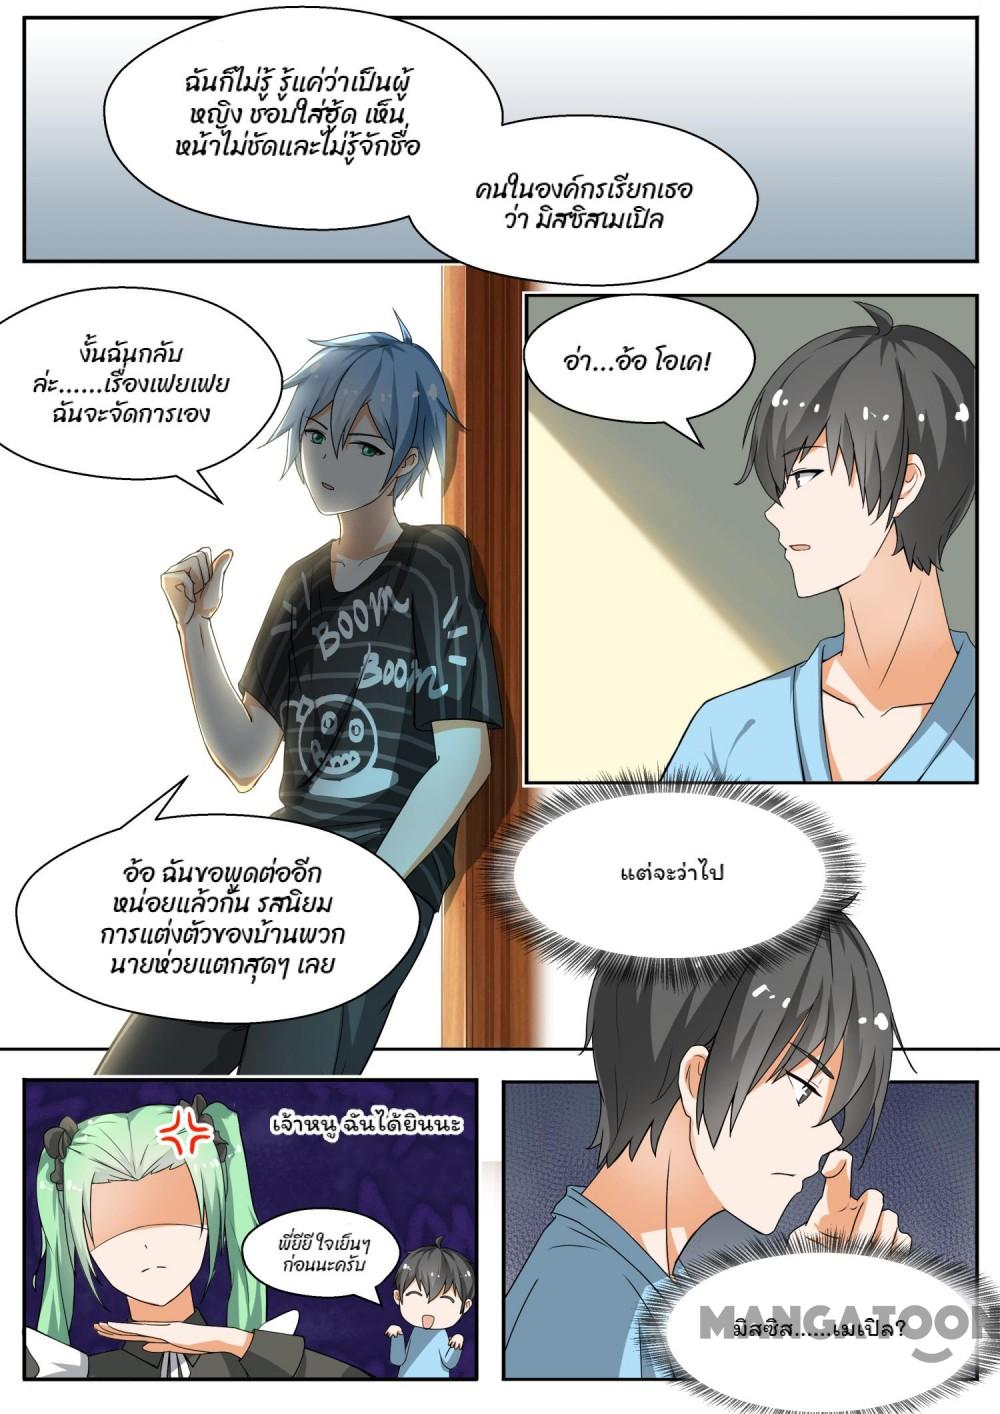 ฉันก็ไม่รู้ รู้แค่ว่าเป็นผู้
หญิง ชอบใส่ฮู้ด เห็น
หน้าไม่ชัดและไม่รู้จักชื่อ
คนในองค์กรเรียกเธอ
ว่า มิสซิสเมเปิล
งั้นฉันกลับ
ล่ะ......เรื่องเฟยเฟย
ฉันจะจัดการเอง
อ่า...อ้อ โอเค!
BOOM
BOOM
อ้อ ฉันขอพูดต่ออีก
หน่อยแล้วกัน รสนิยม
การแต่งตัวของบ้านพวก
นายห่วยแตกสุดๆ เลย
แต่จะว่าไป
เจ้าหนู ฉันได้ยินนะ
พี่ยียี ใจเย็นๆ
ก่อนนะครับ
มิสซิส......เมเปิล?
MANGATOON